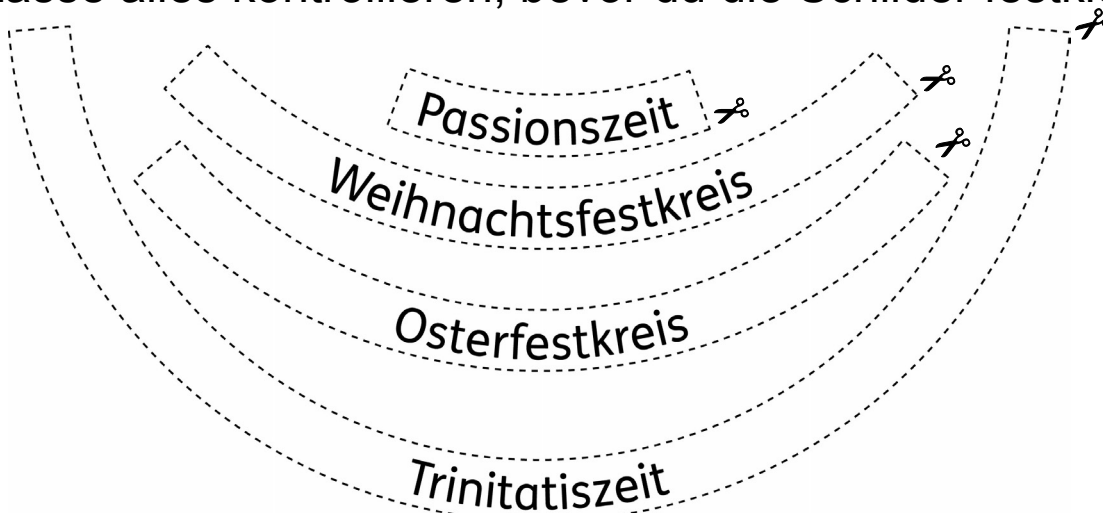 alles kontrollieren, bevor du die Schilder
Passionszeit
Weihnachtsfestkreis
Osterfestkreis
Trinitatiszeit